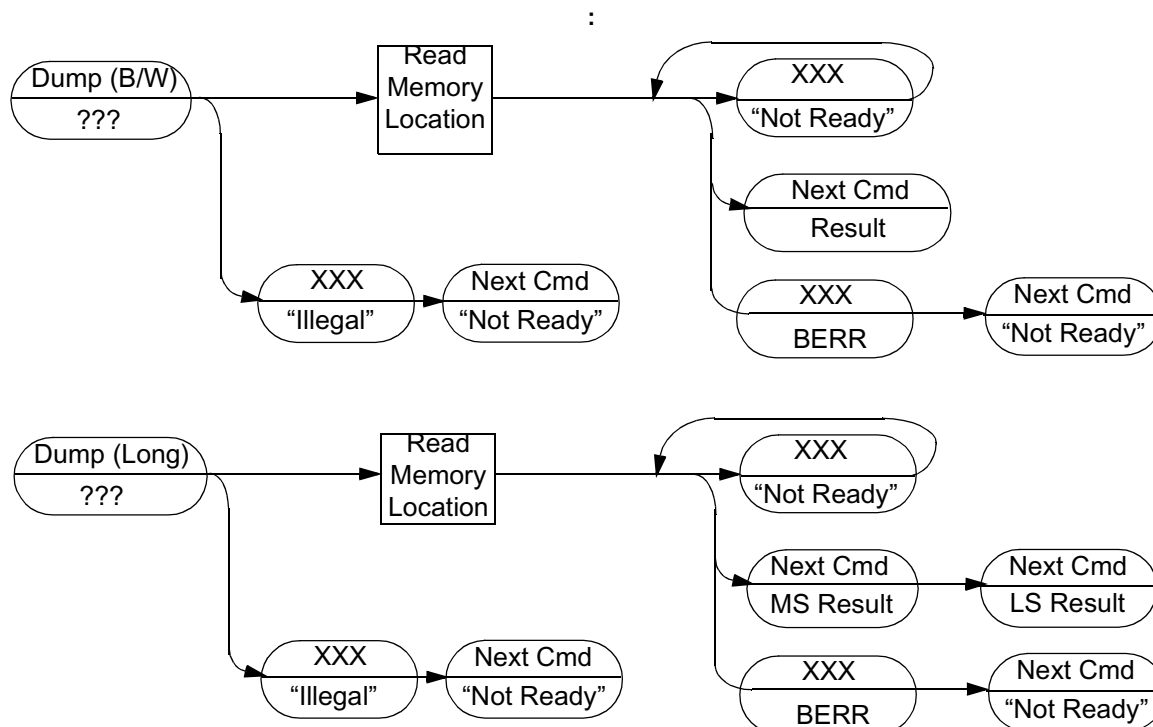 :
Dump (B/W)
???
Read
Memory
Location
XXX
“Not Ready”
Next Cmd
Result
XXX
“Illegal”
Next Cmd
“Not Ready”
XXX
BERR
Next Cmd
“Not Ready”
Dump (Long)
???
Read
Memory
Location
XXX
“Not Ready”
Next Cmd
MS Result
Next Cmd
LS Result
XXX
“Illegal”
Next Cmd
“Not Ready”
XXX
BERR
Next Cmd
“Not Ready”